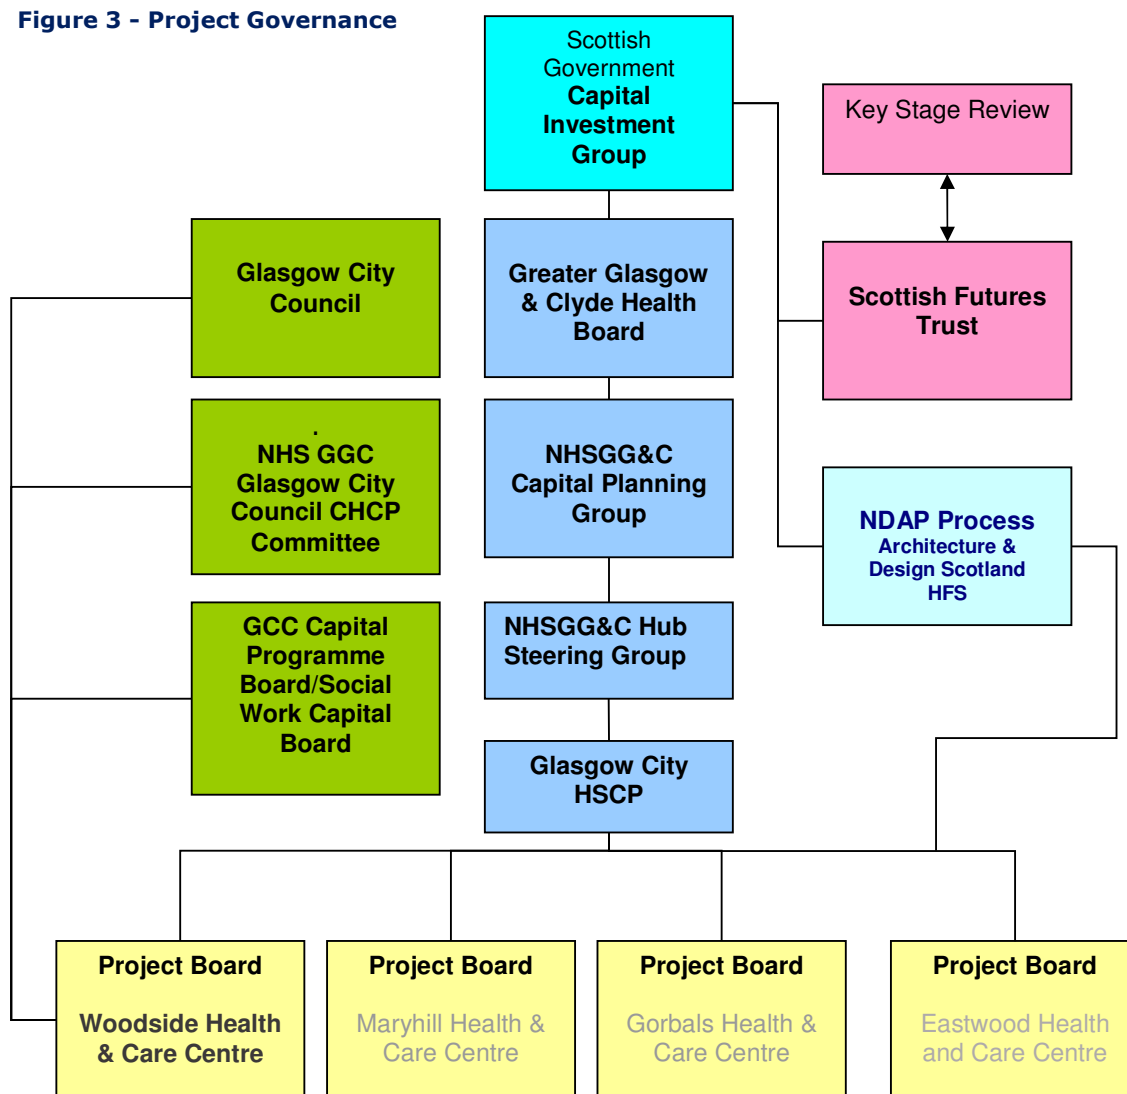 Figure 3 - Project Governance
Scottish
Government
Capital
Investment
Group
Key Stage Review
Glasgow City
Council
Greater Glasgow
& Clyde Health
Board
Scottish Futures
Trust
.
NHS GGC
Glasgow City
Council CHCP
Committee
NHSGG&C
Capital Planning
Group
NDAP Process
Architecture &
Design Scotland
HFS
GCC Capital
Programme
Board/Social
Work Capital
Board
NHSGG&C Hub
Steering Group
Glasgow City
HSCP
Project Board
Woodside Health
& Care Centre
Project Board
Maryhill Health &
Care Centre
Project Board
Gorbals Health &
Care Centre
Project Board
Eastwood Health
and Care Centre